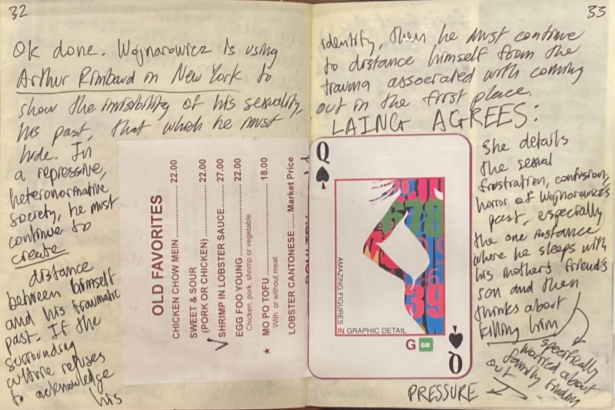 32
Ok done. Wojnarowicz is using
Arthur Rimbaud in New York to
show the invisibility of his sexuality,
his past, that which he must
hide. In
a repressive,
heteronormative
society, he must
continue to
create
distance
between himself
and his traumatic
past. If the
surrounding
culture refuses
to acknowledge
his
OLD FAVORITES
CHICKEN CHOW MEIN 22.00
SWEET & SOUR
(PORK OR CHICKEN) 22.00
✓ SHRIMP IN LOBSTER SAUCE 27.00
EGG FOO YOUNG 22.00
Chicken, pork, shrimp or vegetable
★ MO PO TOFU 18.00
With or without meat
LOBSTER CANTONESE Market Price
33
identity, then he must continue
to distance himself from the
trauma associated with coming
out in the first place.
LAING AGREES:
She details
the sexual
frustration, confusion,
horror of Wojnarowicz's
past, especially
the one instance
where he sleeps with
his mother's friend's
son and then
thinks about
killing him
specifically
worried about
family finding
out
PRESSURE
Q♠
AMAZING FIGURES
IN GRAPHIC DETAIL
G
Q♠